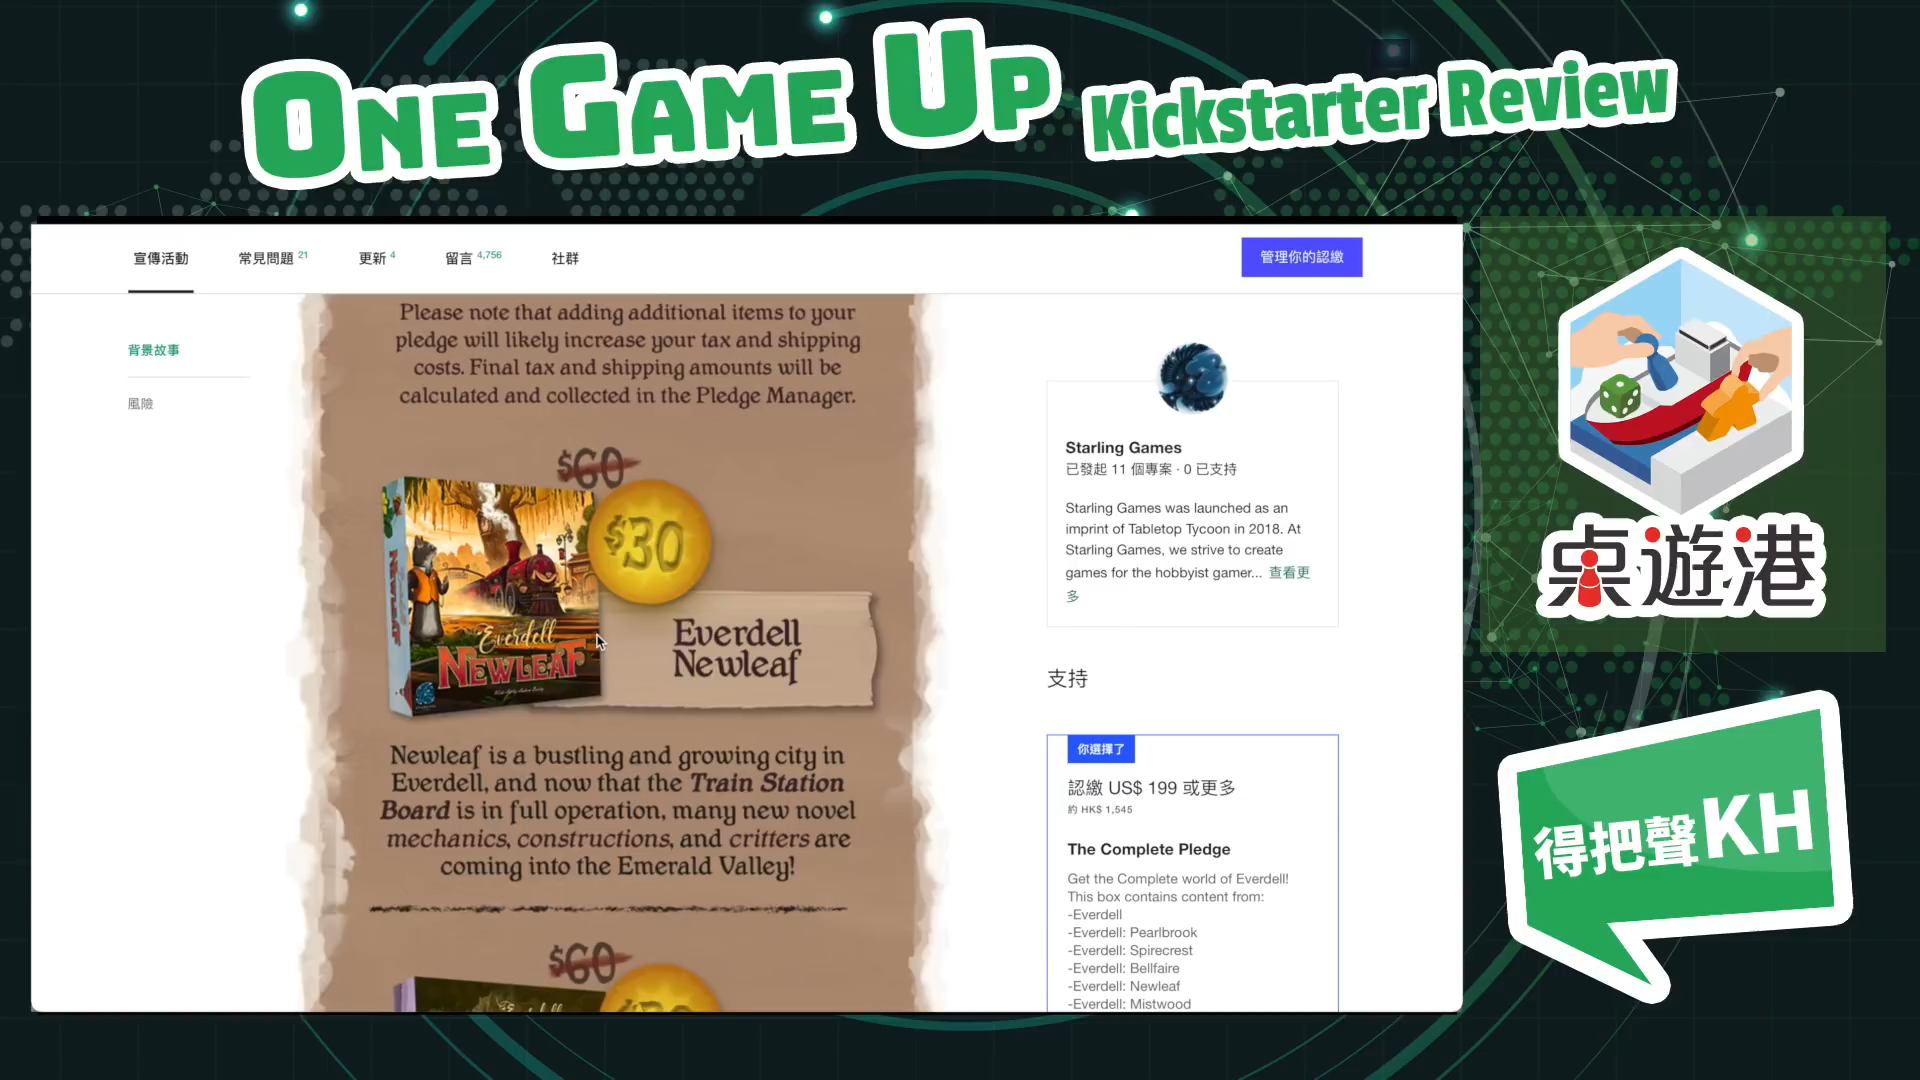 ONE GAME UP Kickstarter Review
宣傳活動 常見問題 21 更新 4 留言 4,756 社群 管理你的認繳
背景故事
風險
Please note that adding additional items to your
pledge will likely increase your tax and shipping
costs. Final tax and shipping amounts will be
calculated and collected in the Pledge Manager.
$60
$30
Everdell
NEWLEAF
NEWLEAF
Everdell
Newleaf
Newleaf is a bustling and growing city in
Everdell, and now that the Train Station
Board is in full operation, many new novel
mechanics, constructions, and critters are
coming into the Emerald Valley!
$60
Starling Games
已發起 11 個專案 · 0 已支持
Starling Games was launched as an
imprint of Tabletop Tycoon in 2018. At
Starling Games, we strive to create
games for the hobbyist gamer... 查看更
多
支持
你選擇了
認繳 US$ 199 或更多
約 HK$ 1,545
The Complete Pledge
Get the Complete world of Everdell!
This box contains content from:
-Everdell
-Everdell: Pearlbrook
-Everdell: Spirecrest
-Everdell: Bellfaire
-Everdell: Newleaf
-Everdell: Mistwood
桌遊港
得把聲KH